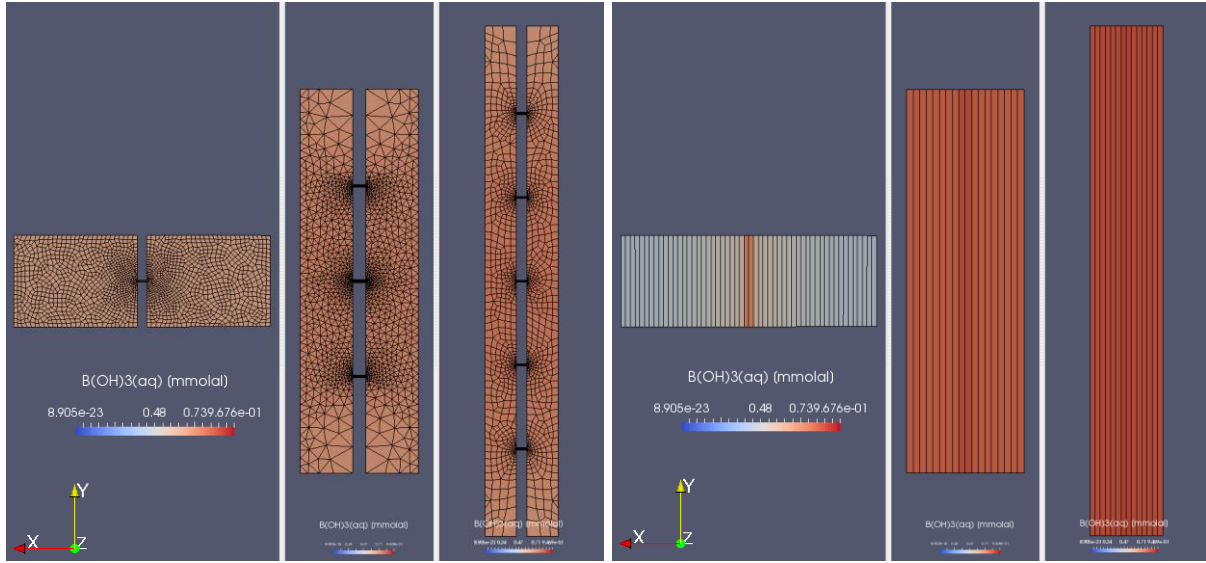 B(OH)3(aq) (mmolal)
8.905e-23 0.48 0.739.676e-01
Y
X
Z
B(OH)3(aq) (mmolal)
B(OH)3(aq) (mmolal)
B(OH)3(aq) (mmolal)
8.905e-23 0.48 0.739.676e-01
Y
X
Z
B(OH)3(aq) (mmolal)
B(OH)3(aq) (mmolal)